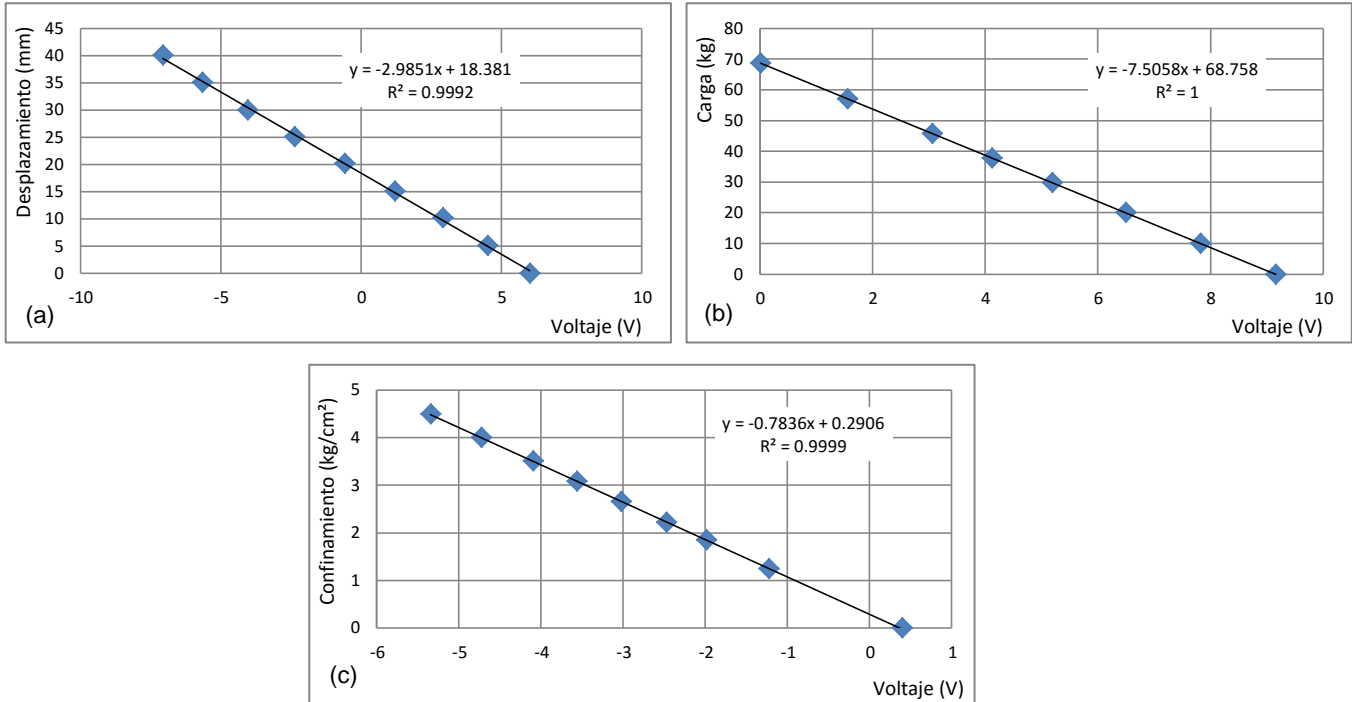 Desplazamiento (mm)
40
45
35
30
25
20
15
10
5
0
-10
-5
0
5
10
Voltaje (V)
y = -2.9851x + 18.381
R² = 0.9992
(a)
Carga (kg)
80
70
60
50
40
30
20
10
0
0
2
4
6
8
10
Voltaje (V)
y = -7.5058x + 68.758
R² = 1
(b)
Confinamiento (kg/cm²)
5
4
3
2
1
0
-6
-5
-4
-3
-2
-1
0
1
Voltaje (V)
y = -0.7836x + 0.2906
R² = 0.9999
(c)